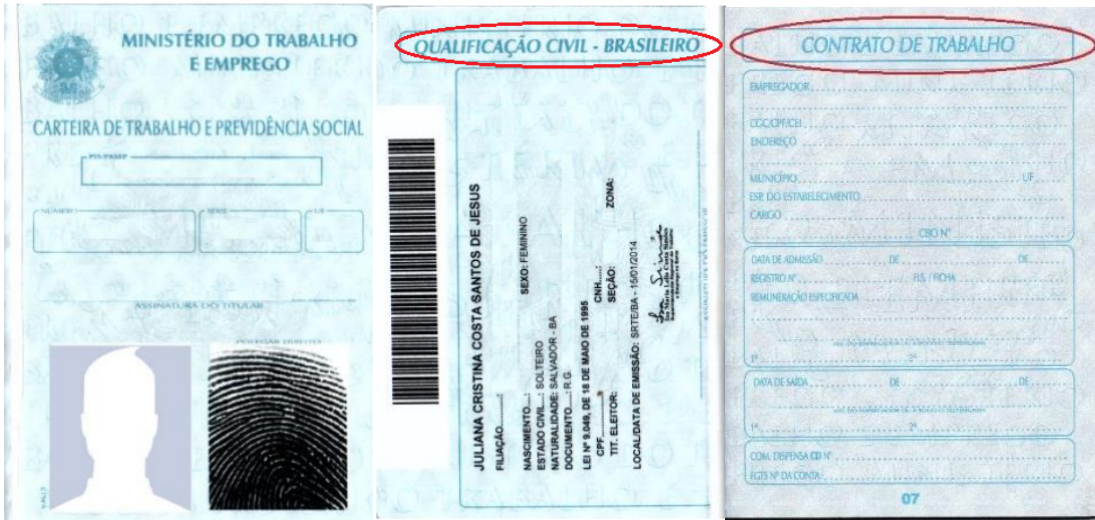 MINISTÉRIO DO TRABALHO
E EMPREGO
CARTEIRA DE TRABALHO E PREVIDÊNCIA SOCIAL
PIS/PASEP
NÚMERO SÉRIE UF
ASSINATURA DO TITULAR
POLEGAR DIREITO
QUALIFICAÇÃO CIVIL - BRASILEIRO
JULIANA CRISTINA COSTA SANTOS DE JESUS
FILIAÇÃO.......:
NASCIMENTO...: SEXO: FEMININO
ESTADO CIVIL....: SOLTEIRO
NATURALIDADE: SALVADOR - BA
DOCUMENTO.....: R.G.
LEI Nº 9.049, DE 18 DE MAIO DE 1995
CPF......: CNH.....:
TIT. ELEITOR: SEÇÃO: ZONA:
LOCAL/DATA DE EMISSÃO: SRTE/BA - 15/01/2014
CONTRATO DE TRABALHO
EMPREGADOR
CGC/CPF/CEI
ENDEREÇO
MUNICÍPIO UF
ESP. DO ESTABELECIMENTO
CARGO
CBO Nº
DATA DE ADMISSÃO DE DE
REGISTRO Nº FLS. / FICHA
REMUNERAÇÃO ESPECIFICADA
1ª 2ª
DATA DE SAÍDA DE DE
1ª 2ª
COM. DISPENSA CD Nº
FGTS Nº DA CONTA
07